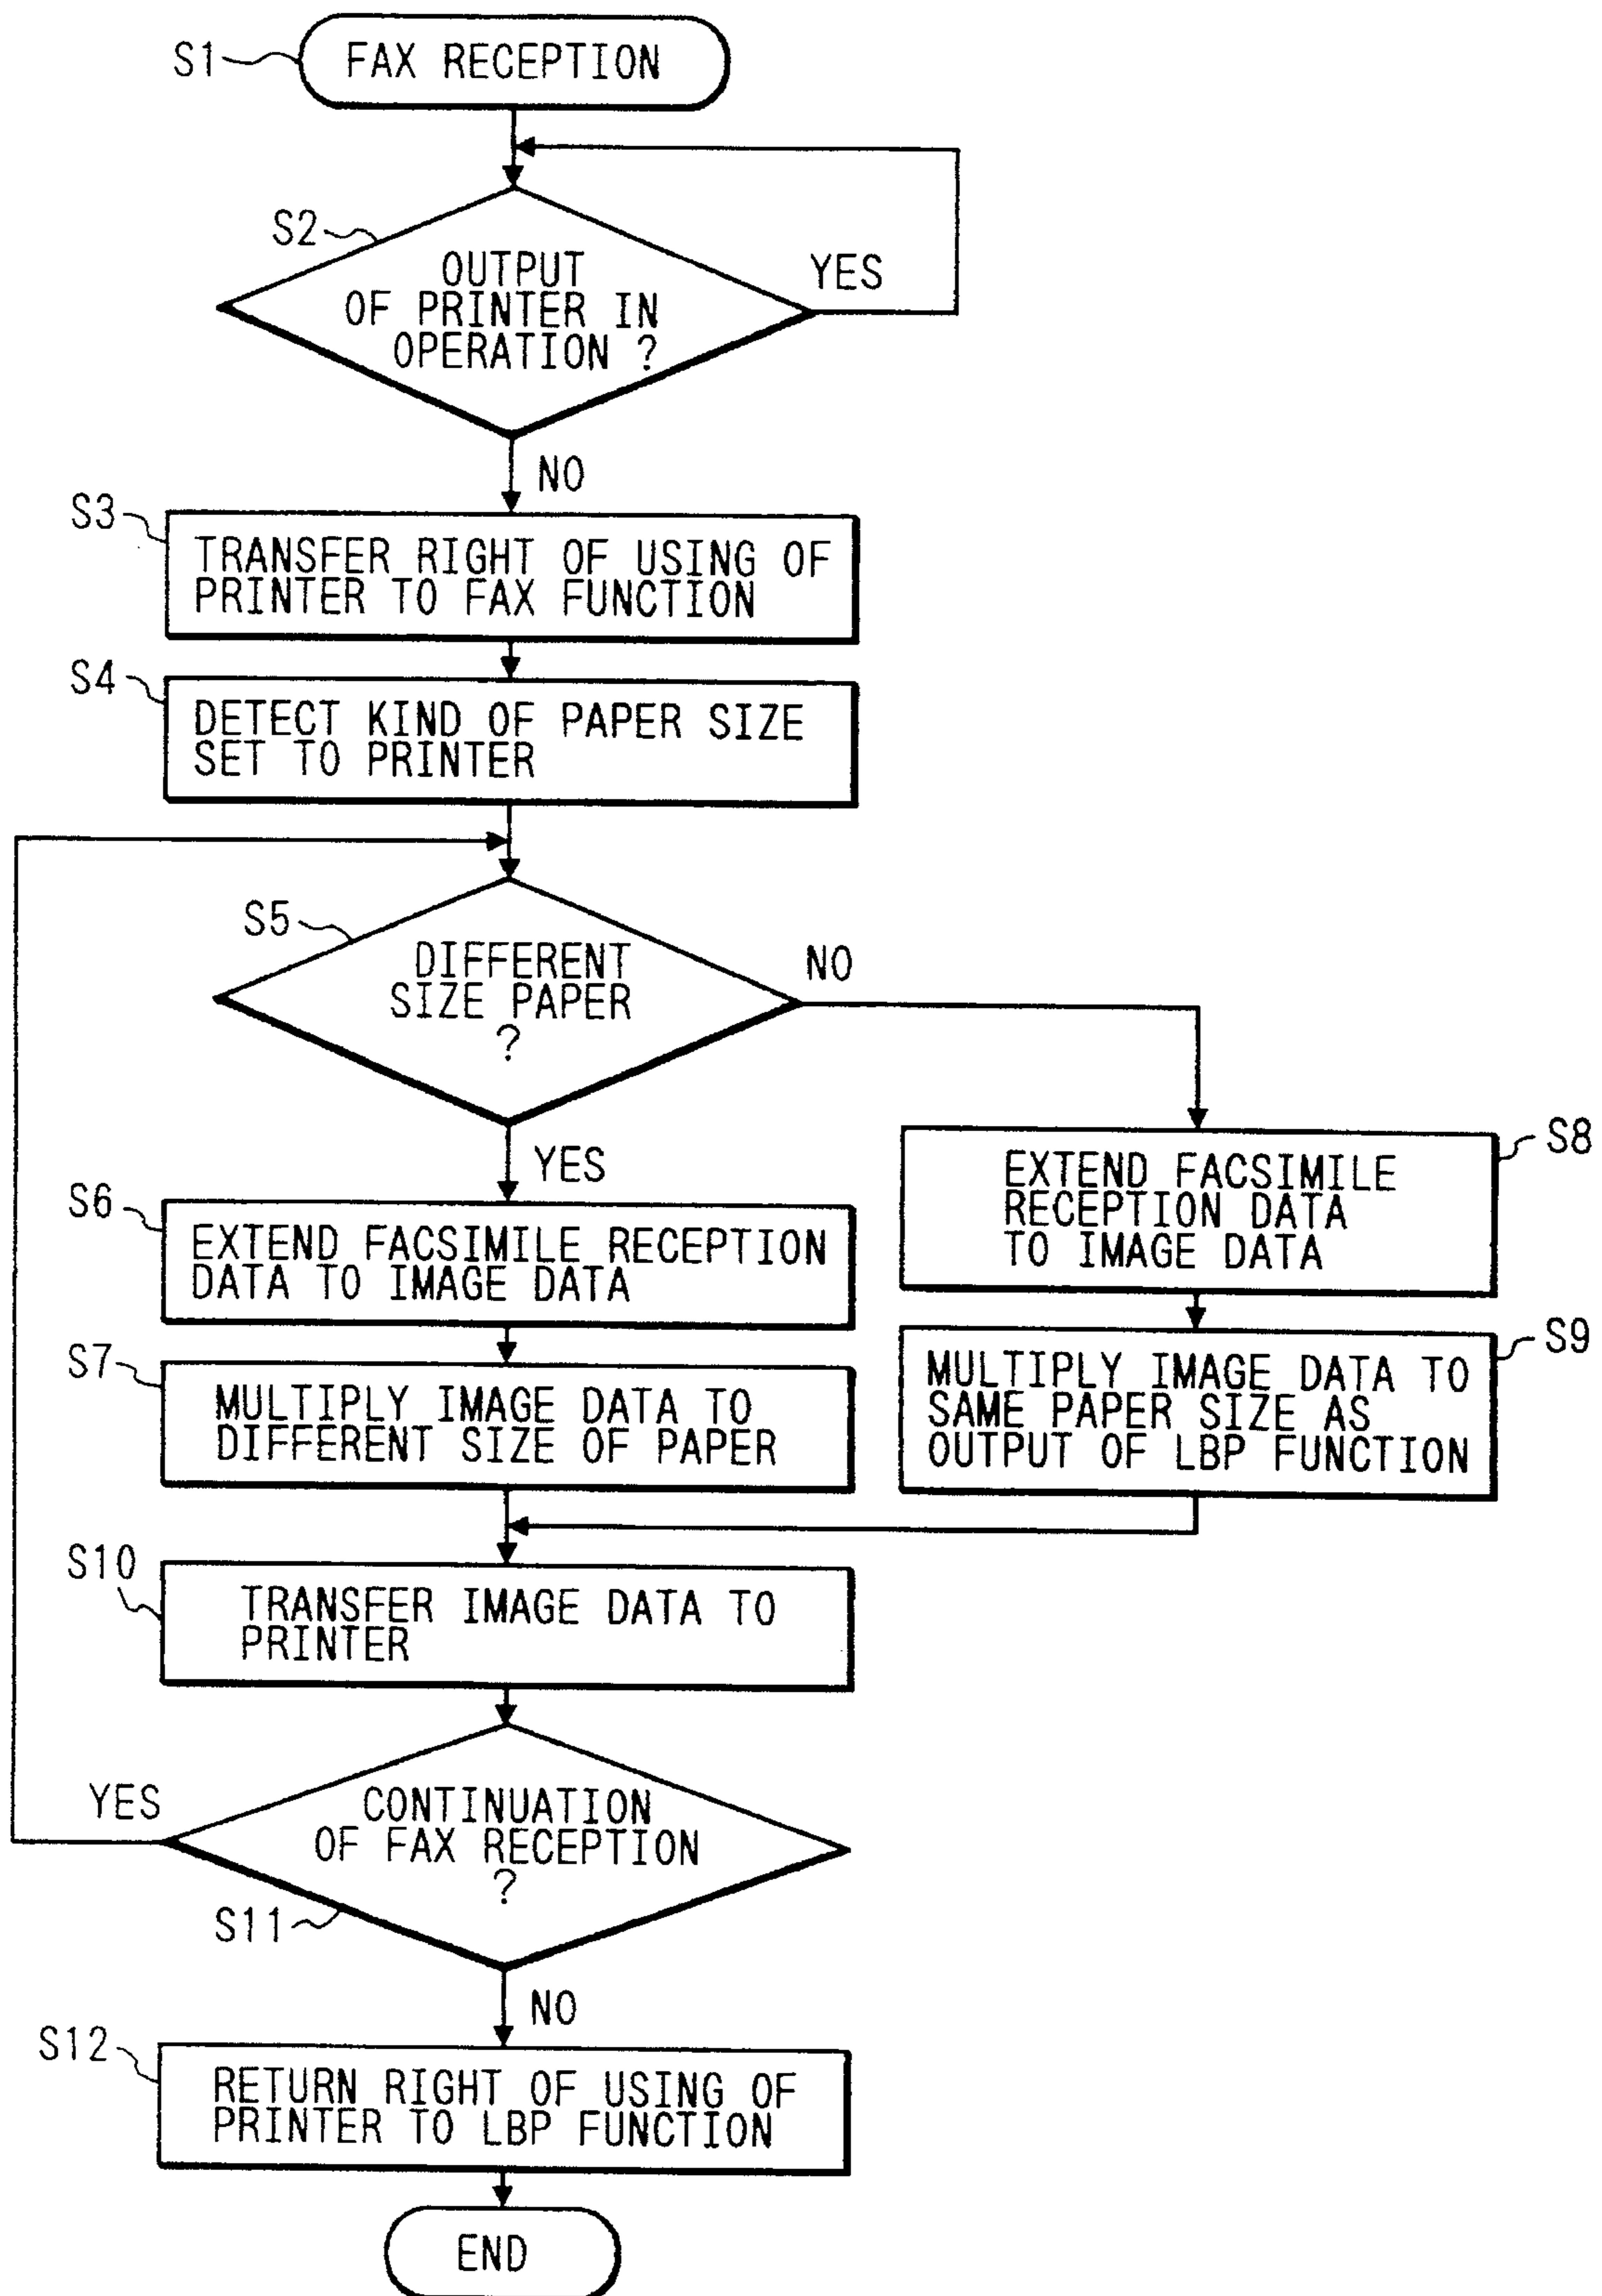 S1
FAX RECEPTION
S2
OUTPUT
OF PRINTER IN
OPERATION ?
YES
NO
S3
TRANSFER RIGHT OF USING OF
PRINTER TO FAX FUNCTION
S4
DETECT KIND OF PAPER SIZE
SET TO PRINTER
S5
DIFFERENT
SIZE PAPER
?
NO
YES
S6
EXTEND FACSIMILE RECEPTION
DATA TO IMAGE DATA
S8
EXTEND FACSIMILE
RECEPTION DATA
TO IMAGE DATA
S7
MULTIPLY IMAGE DATA TO
DIFFERENT SIZE OF PAPER
S9
MULTIPLY IMAGE DATA TO
SAME PAPER SIZE AS
OUTPUT OF LBP FUNCTION
S10
TRANSFER IMAGE DATA TO
PRINTER
YES
CONTINUATION
OF FAX RECEPTION
?
S11
NO
S12
RETURN RIGHT OF USING OF
PRINTER TO LBP FUNCTION
END